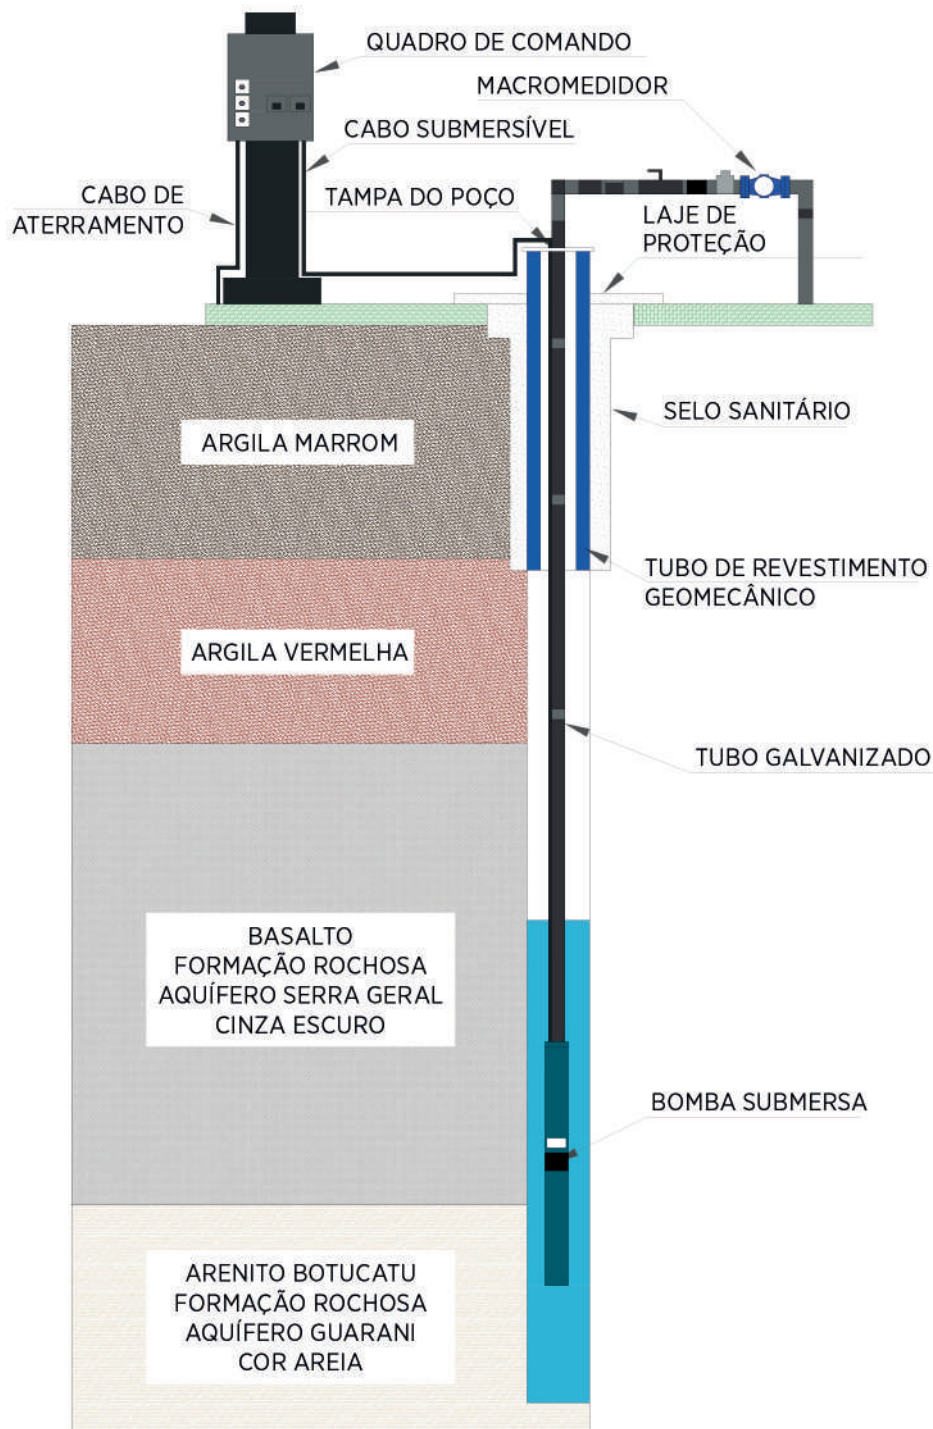 QUADRO DE COMANDO
MACROMEDIDOR
CABO SUBMERSÍVEL
CABO DE
ATERRAMENTO
TAMPA DO POÇO
LAJE DE
PROTEÇÃO
ARGILA MARROM
SELO SANITÁRIO
TUBO DE REVESTIMENTO
GEOMECÂNICO
ARGILA VERMELHA
TUBO GALVANIZADO
BASALTO
FORMAÇÃO ROCHOSA
AQUÍFERO SERRA GERAL
CINZA ESCURO
BOMBA SUBMERSA
ARENITO BOTUCATU
FORMAÇÃO ROCHOSA
AQUÍFERO GUARANI
COR AREIA